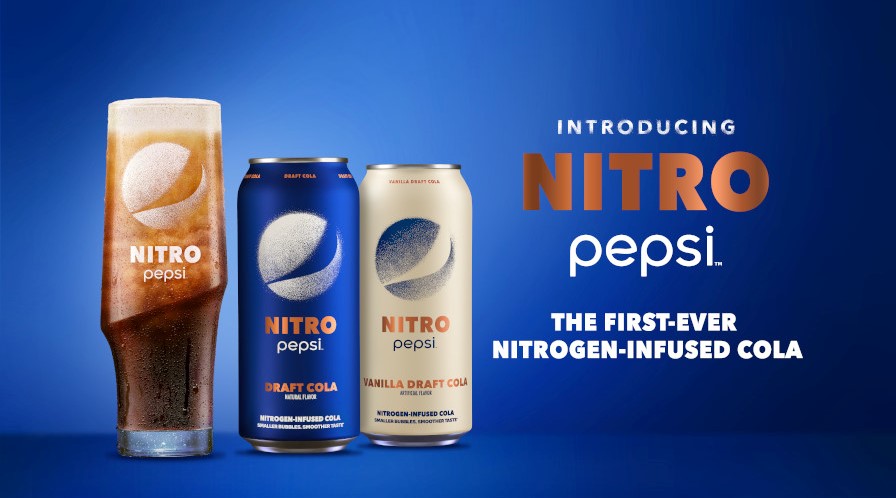 NITRO
pepsi
DRAFT COLA
NITRO
pepsi
DRAFT COLA
NATURAL FLAVOR
NITROGEN-INFUSED COLA
SMALLER BUBBLES. SMOOTHER TASTE
VANILLA DRAFT COLA
NITRO
pepsi
VANILLA DRAFT COLA
ARTIFICIAL FLAVOR
NITROGEN-INFUSED COLA
SMALLER BUBBLES. SMOOTHER TASTE
INTRODUCING
NITRO
pepsi™
THE FIRST-EVER
NITROGEN-INFUSED COLA